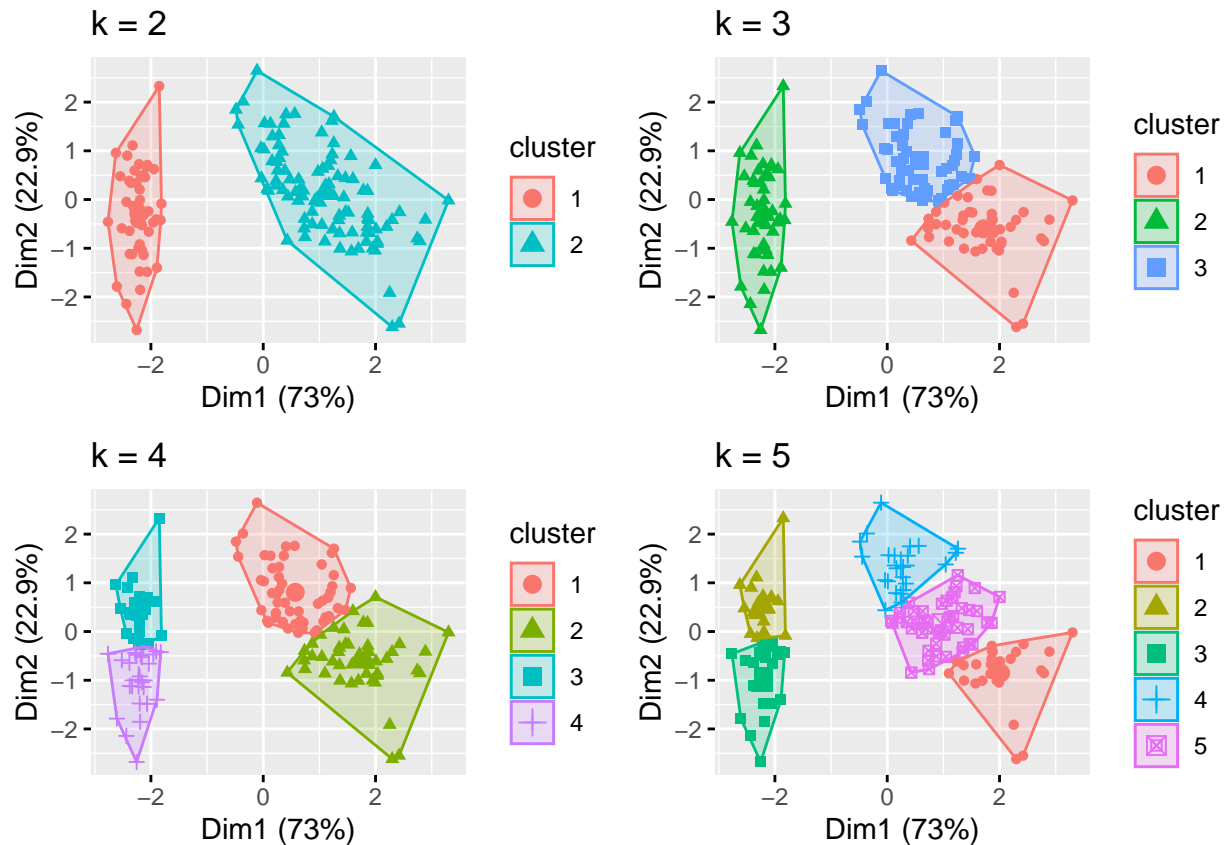 k = 2
Dim2 (22.9%)
2
1
0
−1
−2
−2
0
2
Dim1 (73%)
cluster
1
2
k = 3
Dim2 (22.9%)
2
1
0
−1
−2
−2
0
2
Dim1 (73%)
cluster
1
2
3
k = 4
Dim2 (22.9%)
2
1
0
−1
−2
−2
0
2
Dim1 (73%)
cluster
1
2
3
4
k = 5
Dim2 (22.9%)
2
1
0
−1
−2
−2
0
2
Dim1 (73%)
cluster
1
2
3
4
5